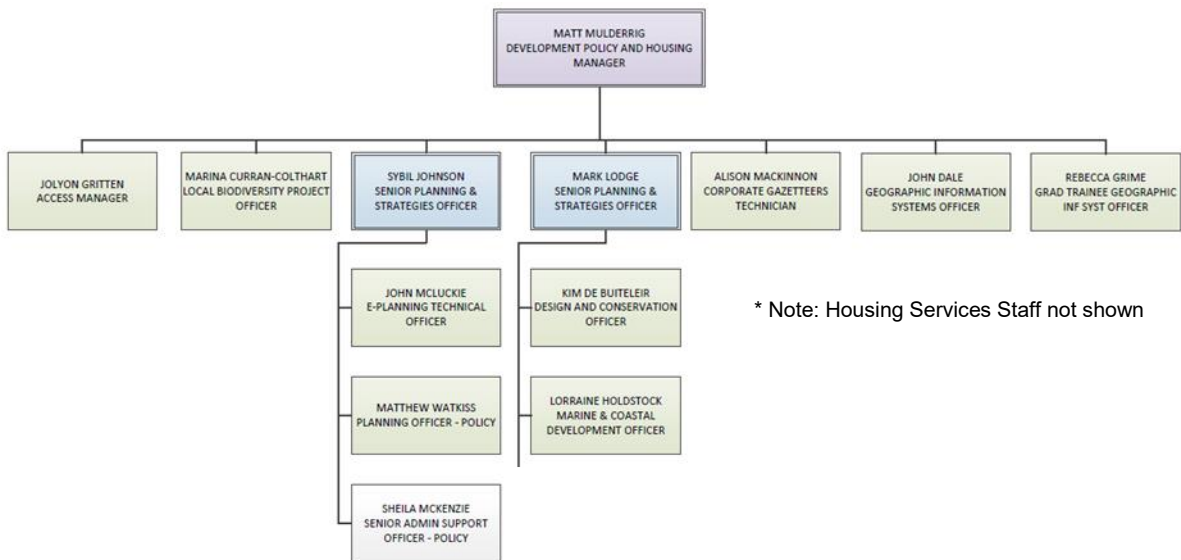 MATT MULDERRIG
DEVELOPMENT POLICY AND HOUSING
MANAGER
JOLYON GRITTEN
ACCESS MANAGER
MARINA CURRAN-COLTHART
LOCAL BIODIVERSITY PROJECT
OFFICER
SYBIL JOHNSON
SENIOR PLANNING &
STRATEGIES OFFICER
MARK LODGE
SENIOR PLANNING &
STRATEGIES OFFICER
ALISON MACKINNON
CORPORATE GAZETTEERS
TECHNICIAN
JOHN DALE
GEOGRAPHIC INFORMATION
SYSTEMS OFFICER
REBECCA GRIME
GRAD TRAINEE GEOGRAPHIC
INF SYST OFFICER
JOHN MCLUCKIE
E-PLANNING TECHNICAL
OFFICER
KIM DE BUITELEIR
DESIGN AND CONSERVATION
OFFICER
* Note: Housing Services Staff not shown
MATTHEW WATKISS
PLANNING OFFICER - POLICY
LORRAINE HOLDSTOCK
MARINE & COASTAL
DEVELOPMENT OFFICER
SHEILA MCKENZIE
SENIOR ADMIN SUPPORT
OFFICER - POLICY